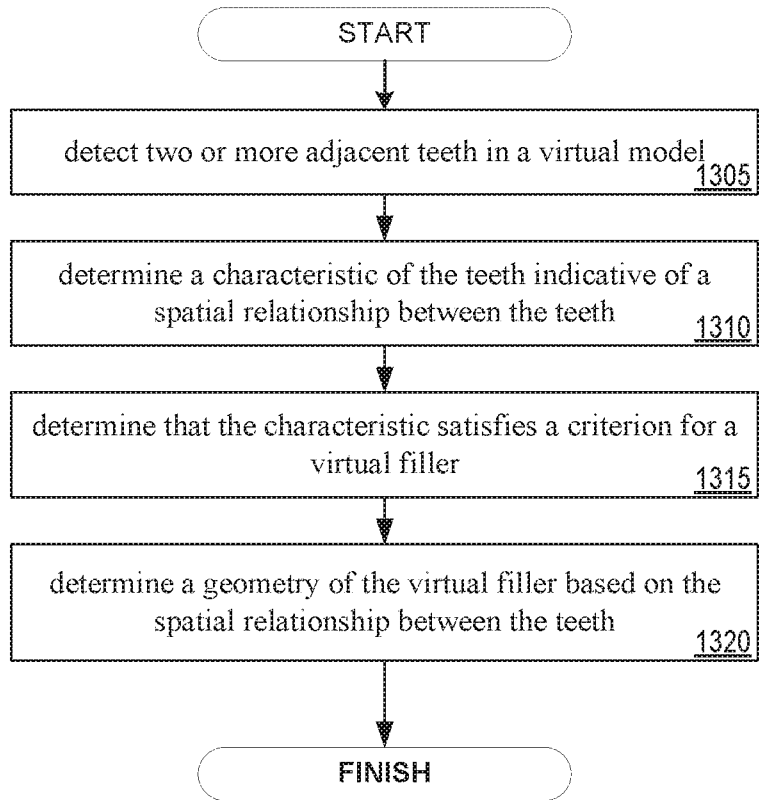 START
detect two or more adjacent teeth in a virtual model
1305
determine a characteristic of the teeth indicative of a
spatial relationship between the teeth
1310
determine that the characteristic satisfies a criterion for a
virtual filler
1315
determine a geometry of the virtual filler based on the
spatial relationship between the teeth
1320
FINISH